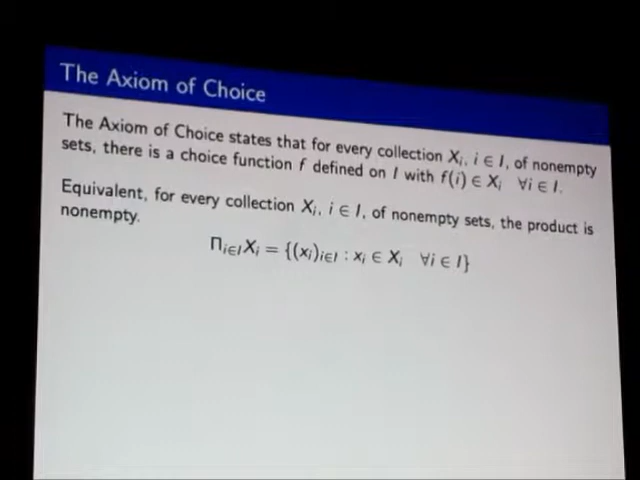 The Axiom of Choice
The Axiom of Choice states that for every collection Xᵢ, i ∈ I, of nonempty
sets, there is a choice function f defined on I with f(i) ∈ Xᵢ ∀i ∈ I.
Equivalent, for every collection Xᵢ, i ∈ I, of nonempty sets, the product is
nonempty.
Πᵢ∈IXᵢ = {(xᵢ)ᵢ∈I : xᵢ ∈ Xᵢ ∀i ∈ I}